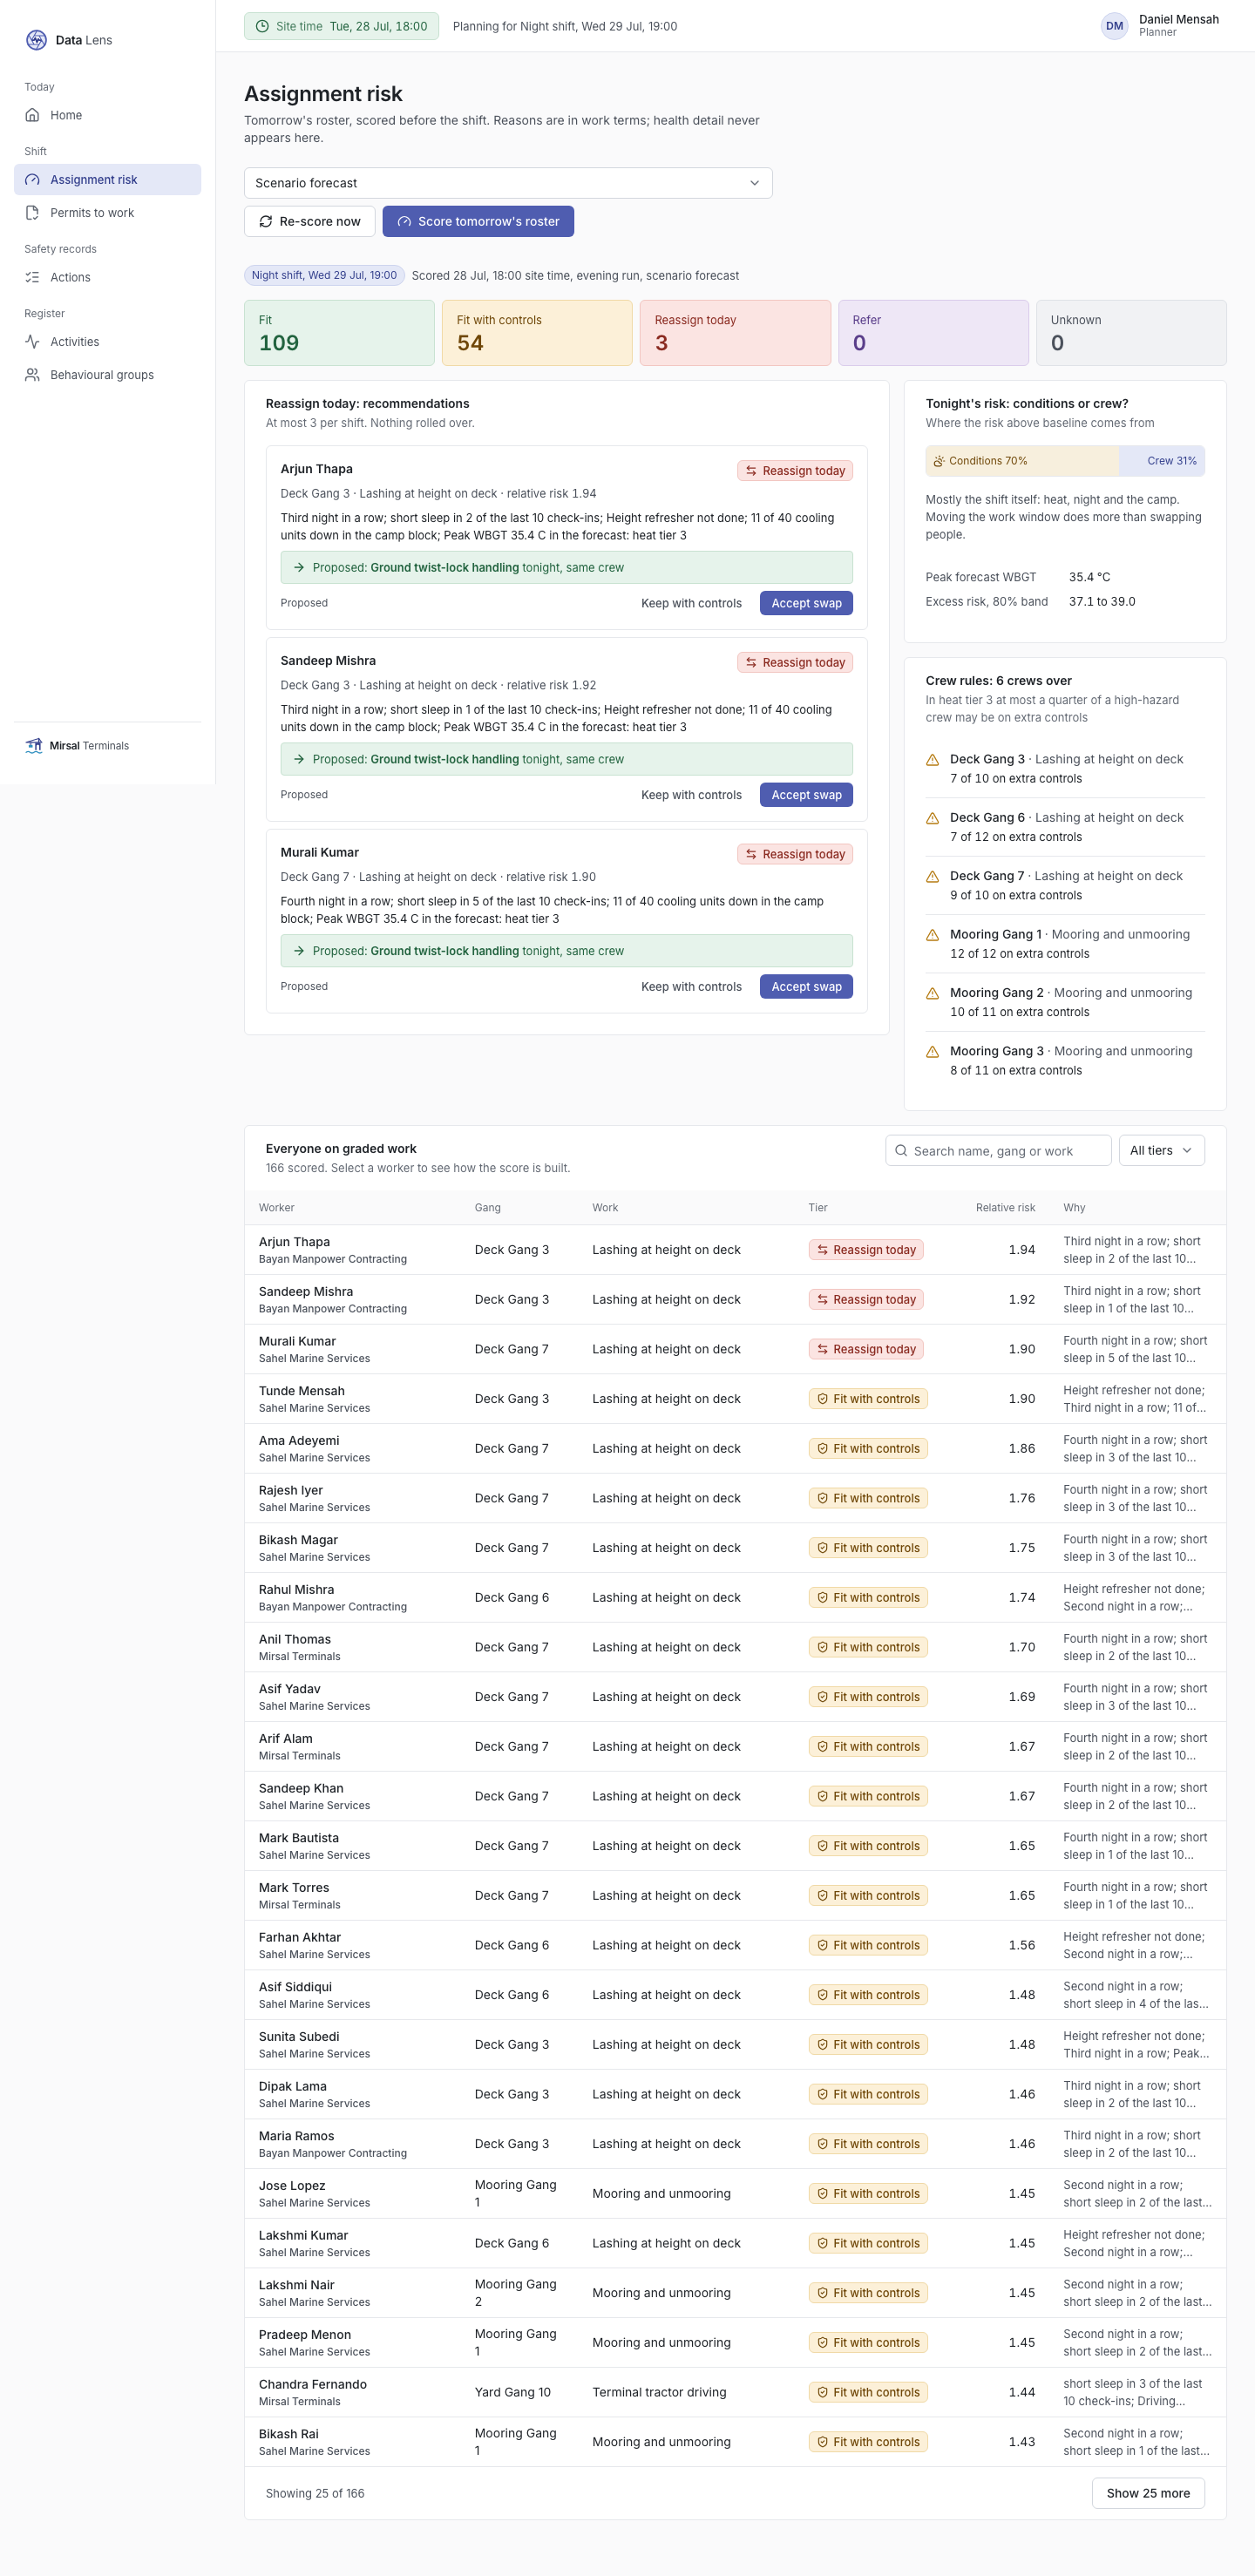 Data Lens
Today
Home
Shift
Assignment risk
Permits to work
Safety records
Actions
Register
Activities
Behavioural groups
Mirsal Terminals
Site time Tue, 28 Jul, 18:00
Planning for Night shift, Wed 29 Jul, 19:00
DM
Daniel Mensah
Planner
Assignment risk
Tomorrow's roster, scored before the shift. Reasons are in work terms; health detail never
appears here.
Scenario forecast
Re-score now
Score tomorrow's roster
Night shift, Wed 29 Jul, 19:00
Scored 28 Jul, 18:00 site time, evening run, scenario forecast
Fit
109
Fit with controls
54
Reassign today
3
Refer
0
Unknown
0
Reassign today: recommendations
At most 3 per shift. Nothing rolled over.
Arjun Thapa
Reassign today
Deck Gang 3 · Lashing at height on deck · relative risk 1.94
Third night in a row; short sleep in 2 of the last 10 check-ins; Height refresher not done; 11 of 40 cooling
units down in the camp block; Peak WBGT 35.4 C in the forecast: heat tier 3
Proposed: Ground twist-lock handling tonight, same crew
Proposed
Keep with controls
Accept swap
Sandeep Mishra
Reassign today
Deck Gang 3 · Lashing at height on deck · relative risk 1.92
Third night in a row; short sleep in 1 of the last 10 check-ins; Height refresher not done; 11 of 40 cooling
units down in the camp block; Peak WBGT 35.4 C in the forecast: heat tier 3
Proposed: Ground twist-lock handling tonight, same crew
Proposed
Keep with controls
Accept swap
Murali Kumar
Reassign today
Deck Gang 7 · Lashing at height on deck · relative risk 1.90
Fourth night in a row; short sleep in 5 of the last 10 check-ins; 11 of 40 cooling units down in the camp
block; Peak WBGT 35.4 C in the forecast: heat tier 3
Proposed: Ground twist-lock handling tonight, same crew
Proposed
Keep with controls
Accept swap
Tonight's risk: conditions or crew?
Where the risk above baseline comes from
Conditions 70%
Crew 31%
Mostly the shift itself: heat, night and the camp.
Moving the work window does more than swapping
people.
Peak forecast WBGT 35.4 °C
Excess risk, 80% band 37.1 to 39.0
Crew rules: 6 crews over
In heat tier 3 at most a quarter of a high-hazard
crew may be on extra controls
Deck Gang 3 · Lashing at height on deck
7 of 10 on extra controls
Deck Gang 6 · Lashing at height on deck
7 of 12 on extra controls
Deck Gang 7 · Lashing at height on deck
9 of 10 on extra controls
Mooring Gang 1 · Mooring and unmooring
12 of 12 on extra controls
Mooring Gang 2 · Mooring and unmooring
10 of 11 on extra controls
Mooring Gang 3 · Mooring and unmooring
8 of 11 on extra controls
Everyone on graded work
166 scored. Select a worker to see how the score is built.
Search name, gang or work
All tiers
Worker Gang Work Tier Relative risk Why
Arjun Thapa
Bayan Manpower Contracting
Deck Gang 3 Lashing at height on deck Reassign today 1.94
Third night in a row; short
sleep in 2 of the last 10...
Sandeep Mishra
Bayan Manpower Contracting
Deck Gang 3 Lashing at height on deck Reassign today 1.92
Third night in a row; short
sleep in 1 of the last 10...
Murali Kumar
Sahel Marine Services
Deck Gang 7 Lashing at height on deck Reassign today 1.90
Fourth night in a row; short
sleep in 5 of the last 10...
Tunde Mensah
Sahel Marine Services
Deck Gang 3 Lashing at height on deck Fit with controls 1.90
Height refresher not done;
Third night in a row; 11 of...
Ama Adeyemi
Sahel Marine Services
Deck Gang 7 Lashing at height on deck Fit with controls 1.86
Fourth night in a row; short
sleep in 3 of the last 10...
Rajesh Iyer
Sahel Marine Services
Deck Gang 7 Lashing at height on deck Fit with controls 1.76
Fourth night in a row; short
sleep in 3 of the last 10...
Bikash Magar
Sahel Marine Services
Deck Gang 7 Lashing at height on deck Fit with controls 1.75
Fourth night in a row; short
sleep in 3 of the last 10...
Rahul Mishra
Bayan Manpower Contracting
Deck Gang 6 Lashing at height on deck Fit with controls 1.74
Height refresher not done;
Second night in a row;...
Anil Thomas
Mirsal Terminals
Deck Gang 7 Lashing at height on deck Fit with controls 1.70
Fourth night in a row; short
sleep in 2 of the last 10...
Asif Yadav
Sahel Marine Services
Deck Gang 7 Lashing at height on deck Fit with controls 1.69
Fourth night in a row; short
sleep in 3 of the last 10...
Arif Alam
Mirsal Terminals
Deck Gang 7 Lashing at height on deck Fit with controls 1.67
Fourth night in a row; short
sleep in 2 of the last 10...
Sandeep Khan
Sahel Marine Services
Deck Gang 7 Lashing at height on deck Fit with controls 1.67
Fourth night in a row; short
sleep in 2 of the last 10...
Mark Bautista
Sahel Marine Services
Deck Gang 7 Lashing at height on deck Fit with controls 1.65
Fourth night in a row; short
sleep in 1 of the last 10...
Mark Torres
Mirsal Terminals
Deck Gang 7 Lashing at height on deck Fit with controls 1.65
Fourth night in a row; short
sleep in 1 of the last 10...
Farhan Akhtar
Sahel Marine Services
Deck Gang 6 Lashing at height on deck Fit with controls 1.56
Height refresher not done;
Second night in a row;...
Asif Siddiqui
Sahel Marine Services
Deck Gang 6 Lashing at height on deck Fit with controls 1.48
Second night in a row;
short sleep in 4 of the las...
Sunita Subedi
Sahel Marine Services
Deck Gang 3 Lashing at height on deck Fit with controls 1.48
Height refresher not done;
Third night in a row; Peak...
Dipak Lama
Sahel Marine Services
Deck Gang 3 Lashing at height on deck Fit with controls 1.46
Third night in a row; short
sleep in 2 of the last 10...
Maria Ramos
Bayan Manpower Contracting
Deck Gang 3 Lashing at height on deck Fit with controls 1.46
Third night in a row; short
sleep in 2 of the last 10...
Jose Lopez
Sahel Marine Services
Mooring Gang
1
Mooring and unmooring Fit with controls 1.45
Second night in a row;
short sleep in 2 of the last...
Lakshmi Kumar
Sahel Marine Services
Deck Gang 6 Lashing at height on deck Fit with controls 1.45
Height refresher not done;
Second night in a row;...
Lakshmi Nair
Sahel Marine Services
Mooring Gang
2
Mooring and unmooring Fit with controls 1.45
Second night in a row;
short sleep in 2 of the last...
Pradeep Menon
Sahel Marine Services
Mooring Gang
1
Mooring and unmooring Fit with controls 1.45
Second night in a row;
short sleep in 2 of the last...
Chandra Fernando
Mirsal Terminals
Yard Gang 10 Terminal tractor driving Fit with controls 1.44
short sleep in 3 of the last
10 check-ins; Driving...
Bikash Rai
Sahel Marine Services
Mooring Gang
1
Mooring and unmooring Fit with controls 1.43
Second night in a row;
short sleep in 1 of the last...
Showing 25 of 166
Show 25 more